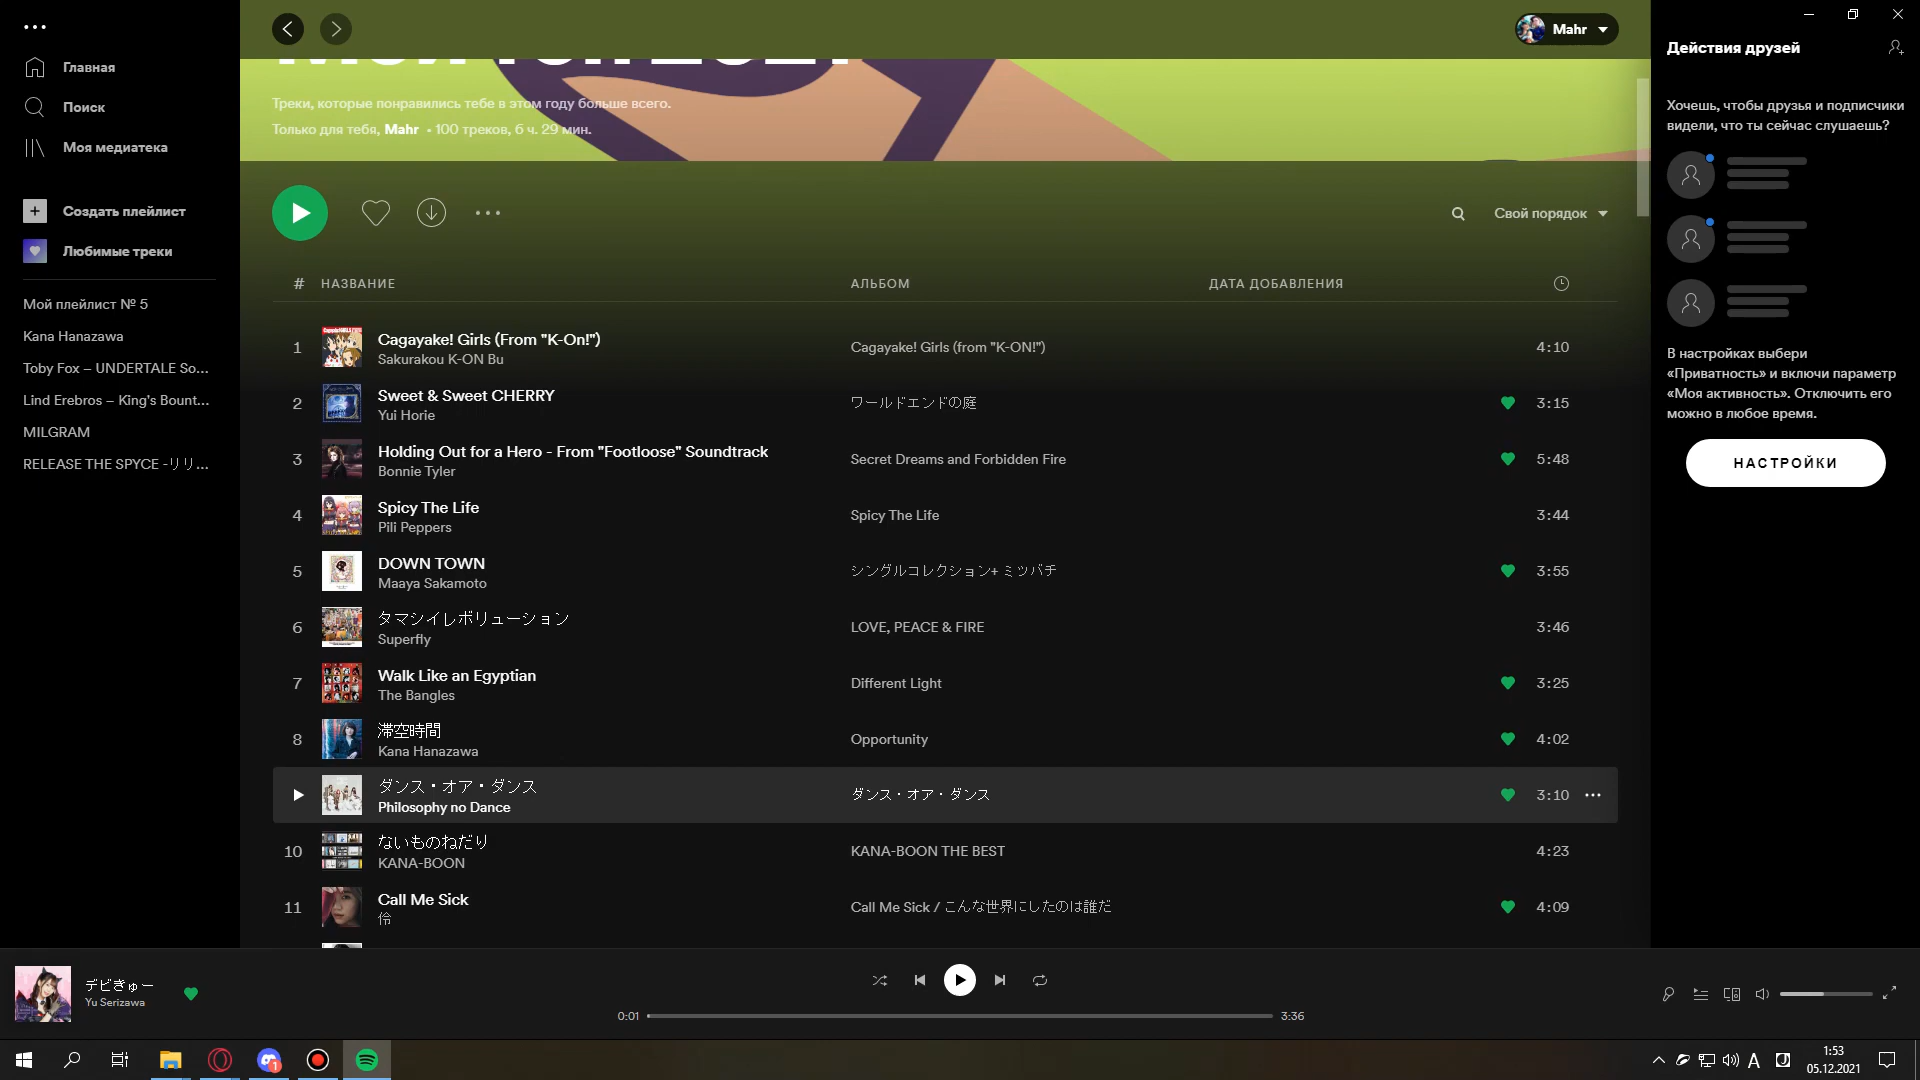 Главная
Поиск
Моя медиатека
Создать плейлист
Любимые треки
Мой плейлист № 5
Kana Hanazawa
Toby Fox – UNDERTALE So...
Lind Erebros – King's Bount...
MILGRAM
RELEASE THE SPYCE -リリ...
Mahr
Треки, которые понравились тебе в этом году больше всего.
Только для тебя, Mahr • 100 треков, 6 ч. 29 мин.
Свой порядок
# НАЗВАНИЕ АЛЬБОМ ДАТА ДОБАВЛЕНИЯ
1 Cagayake! Girls (From "K-On!") Cagayake! Girls (from "K-ON!") 4:10
Sakurakou K-ON Bu
2 Sweet & Sweet CHERRY ワールドエンドの庭 3:15
Yui Horie
3 Holding Out for a Hero - From "Footloose" Soundtrack Secret Dreams and Forbidden Fire 5:48
Bonnie Tyler
4 Spicy The Life Spicy The Life 3:44
Pili Peppers
5 DOWN TOWN シングルコレクション+ ミツバチ 3:55
Maaya Sakamoto
6 タマシイレボリューション LOVE, PEACE & FIRE 3:46
Superfly
7 Walk Like an Egyptian Different Light 3:25
The Bangles
8 滞空時間 Opportunity 4:02
Kana Hanazawa
ダンス・オア・ダンス ダンス・オア・ダンス 3:10
Philosophy no Dance
10 ないものねだり KANA-BOON THE BEST 4:23
KANA-BOON
11 Call Me Sick Call Me Sick / こんな世界にしたのは誰だ 4:09
伶
Действия друзей
Хочешь, чтобы друзья и подписчики
видели, что ты сейчас слушаешь?
В настройках выбери
«Приватность» и включи параметр
«Моя активность». Отключить его
можно в любое время.
НАСТРОЙКИ
デビきゅー
Yu Serizawa
0:01 3:36
1
A
J
1:53
05.12.2021